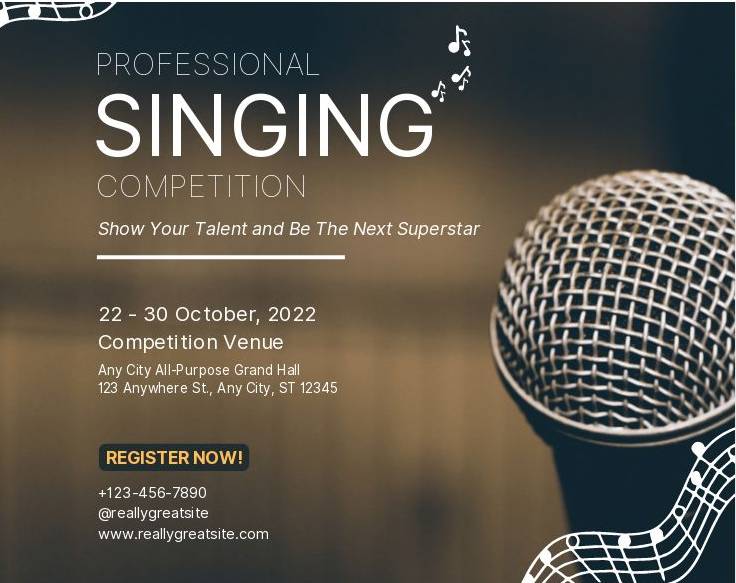 PROFESSIONAL
SINGING
COMPETITION
Show Your Talent and Be The Next Superstar
22 - 30 October, 2022
Competition Venue
Any City All-Purpose Grand Hall
123 Anywhere St., Any City, ST 12345
REGISTER NOW!
+123-456-7890
@reallygreatsite
www.reallygreatsite.com